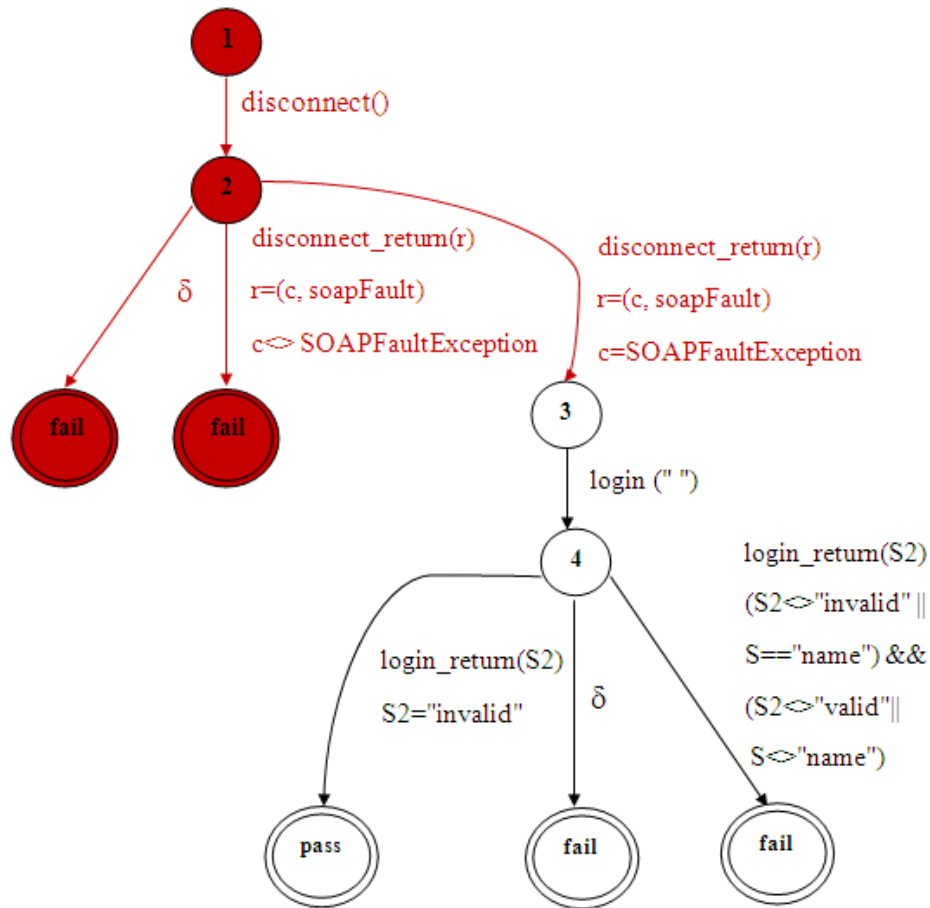 1
disconnect()
2
disconnect_return(r)
r=(c, soapFault)
c<> SOAPFaultException
δ
disconnect_return(r)
r=(c, soapFault)
c=SOAPFaultException
fail
fail
3
login (" ")
4
login_return(S2)
S2="invalid"
δ
login_return(S2)
(S2<>"invalid" ||
S=="name") &&
(S2<>"valid"||
S<>"name")
pass
fail
fail